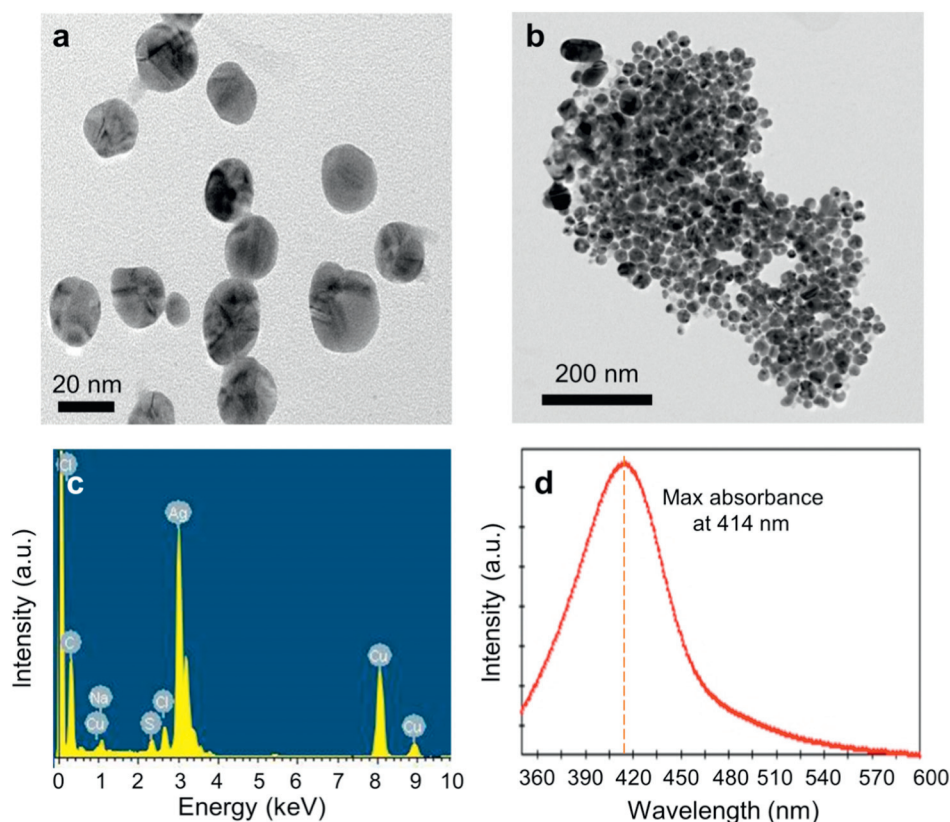 a
20 nm
b
200 nm
c
Cl
Ag
C
Cu
Na
Cu
S
Cl
Cu
Intensity (a.u.)
0 1 2 3 4 5 6 7 8 9 10
Energy (keV)
d
Max absorbance
at 414 nm
Intensity (a.u.)
360 390 420 450 480 510 540 570 600
Wavelength (nm)